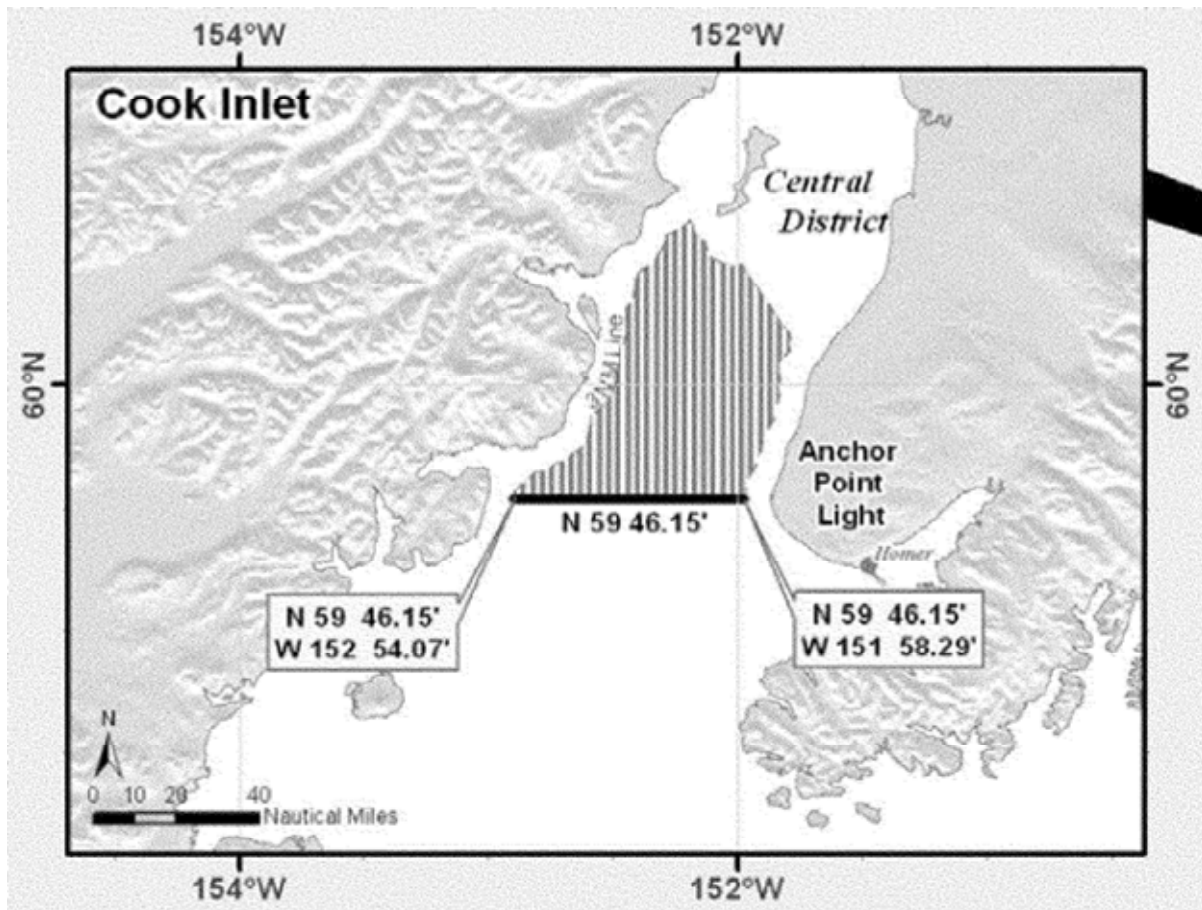 154°W
152°W
Cook Inlet
Central
District
Line
60°N
60°N
Anchor
Point
Light
N 59 46.15'
Homer
N 59 46.15'
W 152 54.07'
N 59 46.15'
W 151 58.29'
N
0 10 20 40
Nautical Miles
154°W
152°W